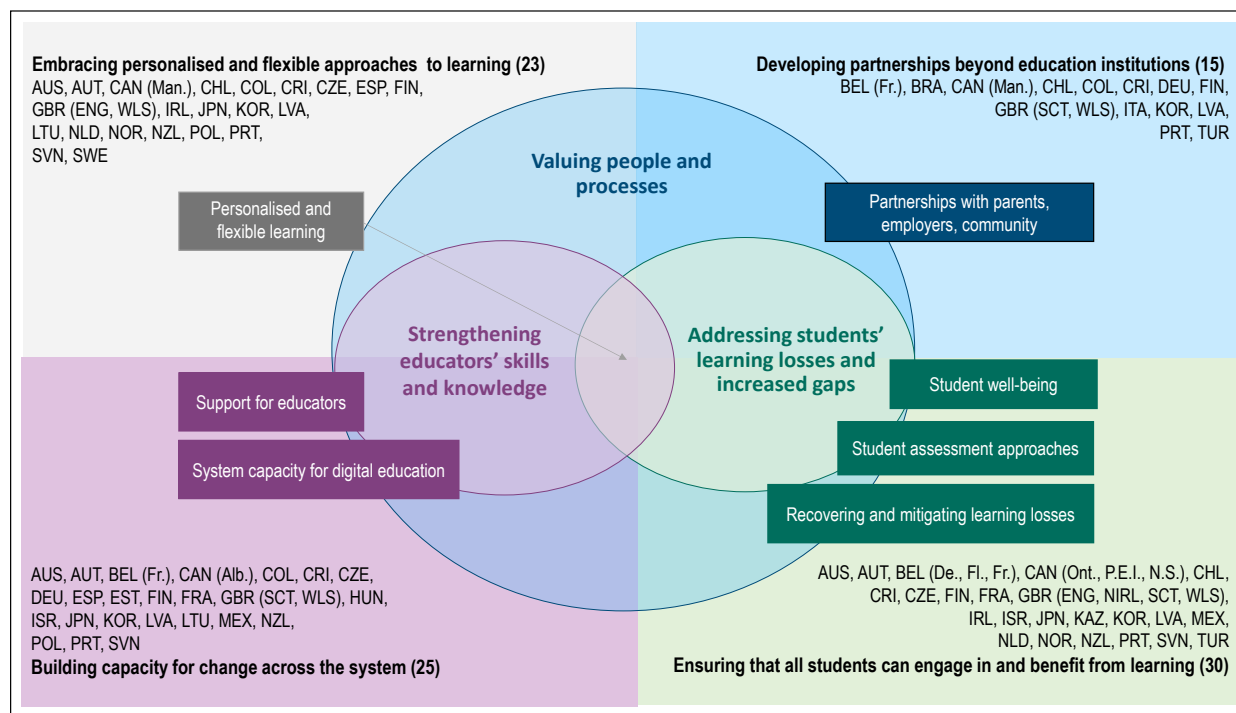 Embracing personalised and flexible approaches to learning (23)
AUS, AUT, CAN (Man.), CHL, COL, CRI, CZE, ESP, FIN,
GBR (ENG, WLS), IRL, JPN, KOR, LVA,
LTU, NLD, NOR, NZL, POL, PRT,
SVN, SWE
Developing partnerships beyond education institutions (15)
BEL (Fr.), BRA, CAN (Man.), CHL, COL, CRI, DEU, FIN,
GBR (SCT, WLS), ITA, KOR, LVA,
PRT, TUR
Valuing people and
processes
Personalised and
flexible learning
Partnerships with parents,
employers, community
Strengthening
educators’ skills
and knowledge
Addressing students’
learning losses and
increased gaps
Support for educators
System capacity for digital education
Student well-being
Student assessment approaches
Recovering and mitigating learning losses
AUS, AUT, BEL (Fr.), CAN (Alb.), COL, CRI, CZE,
DEU, ESP, EST, FIN, FRA, GBR (SCT, WLS), HUN,
ISR, JPN, KOR, LVA, LTU, MEX, NZL,
POL, PRT, SVN
Building capacity for change across the system (25)
AUS, AUT, BEL (De., Fl., Fr.), CAN (Ont., P.E.I., N.S.), CHL,
CRI, CZE, FIN, FRA, GBR (ENG, NIRL, SCT, WLS),
IRL, ISR, JPN, KAZ, KOR, LVA, MEX,
NLD, NOR, NZL, PRT, SVN, TUR
Ensuring that all students can engage in and benefit from learning (30)